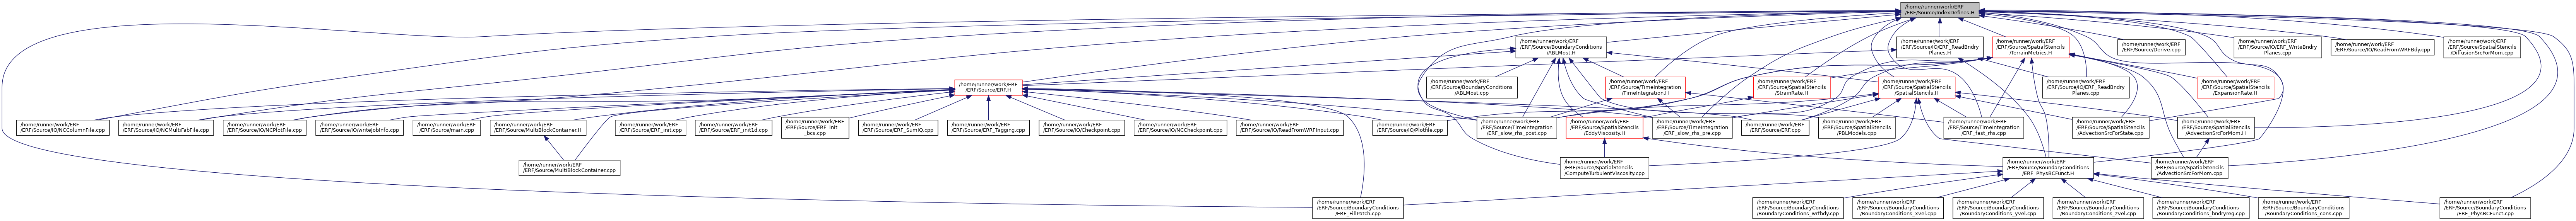 /home/runner/work/ERF
/ERF/Source/IndexDefines.H
/home/runner/work/ERF
/ERF/Source/BoundaryConditions
/ABLMost.H
/home/runner/work/ERF
/ERF/Source/IO/ERF_ReadBndry
Planes.H
/home/runner/work/ERF
/ERF/Source/SpatialStencils
/TerrainMetrics.H
/home/runner/work/ERF
/ERF/Source/Derive.cpp
/home/runner/work/ERF
/ERF/Source/IO/ERF_WriteBndry
Planes.cpp
/home/runner/work/ERF
/ERF/Source/IO/ReadFromWRFBdy.cpp
/home/runner/work/ERF
/ERF/Source/SpatialStencils
/DiffusionSrcForMom.cpp
/home/runner/work/ERF
/ERF/Source/ERF.H
/home/runner/work/ERF
/ERF/Source/BoundaryConditions
/ABLMost.cpp
/home/runner/work/ERF
/ERF/Source/TimeIntegration
/TimeIntegration.H
/home/runner/work/ERF
/ERF/Source/SpatialStencils
/StrainRate.H
/home/runner/work/ERF
/ERF/Source/SpatialStencils
/SpatialStencils.H
/home/runner/work/ERF
/ERF/Source/IO/ERF_ReadBndry
Planes.cpp
/home/runner/work/ERF
/ERF/Source/SpatialStencils
/ExpansionRate.H
/home/runner/work/ERF
/ERF/Source/IO/NCColumnFile.cpp
/home/runner/work/ERF
/ERF/Source/IO/NCMultiFabFile.cpp
/home/runner/work/ERF
/ERF/Source/IO/NCPlotFile.cpp
/home/runner/work/ERF
/ERF/Source/IO/writeJobInfo.cpp
/home/runner/work/ERF
/ERF/Source/main.cpp
/home/runner/work/ERF
/ERF/Source/MultiBlockContainer.H
/home/runner/work/ERF
/ERF/Source/ERF_init.cpp
/home/runner/work/ERF
/ERF/Source/ERF_init1d.cpp
/home/runner/work/ERF
/ERF/Source/ERF_init
_bcs.cpp
/home/runner/work/ERF
/ERF/Source/ERF_SumIQ.cpp
/home/runner/work/ERF
/ERF/Source/ERF_Tagging.cpp
/home/runner/work/ERF
/ERF/Source/IO/Checkpoint.cpp
/home/runner/work/ERF
/ERF/Source/IO/NCCheckpoint.cpp
/home/runner/work/ERF
/ERF/Source/IO/ReadFromWRFInput.cpp
/home/runner/work/ERF
/ERF/Source/IO/Plotfile.cpp
/home/runner/work/ERF
/ERF/Source/TimeIntegration
/ERF_slow_rhs_post.cpp
/home/runner/work/ERF
/ERF/Source/SpatialStencils
/EddyViscosity.H
/home/runner/work/ERF
/ERF/Source/TimeIntegration
/ERF_slow_rhs_pre.cpp
/home/runner/work/ERF
/ERF/Source/ERF.cpp
/home/runner/work/ERF
/ERF/Source/SpatialStencils
/PBLModels.cpp
/home/runner/work/ERF
/ERF/Source/TimeIntegration
/ERF_fast_rhs.cpp
/home/runner/work/ERF
/ERF/Source/SpatialStencils
/AdvectionSrcForState.cpp
/home/runner/work/ERF
/ERF/Source/SpatialStencils
/AdvectionSrcForMom.H
/home/runner/work/ERF
/ERF/Source/MultiBlockContainer.cpp
/home/runner/work/ERF
/ERF/Source/SpatialStencils
/ComputeTurbulentViscosity.cpp
/home/runner/work/ERF
/ERF/Source/BoundaryConditions
/ERF_PhysBCFunct.H
/home/runner/work/ERF
/ERF/Source/SpatialStencils
/AdvectionSrcForMom.cpp
/home/runner/work/ERF
/ERF/Source/BoundaryConditions
/ERF_FillPatch.cpp
/home/runner/work/ERF
/ERF/Source/BoundaryConditions
/BoundaryConditions_wrfbdy.cpp
/home/runner/work/ERF
/ERF/Source/BoundaryConditions
/BoundaryConditions_xvel.cpp
/home/runner/work/ERF
/ERF/Source/BoundaryConditions
/BoundaryConditions_yvel.cpp
/home/runner/work/ERF
/ERF/Source/BoundaryConditions
/BoundaryConditions_zvel.cpp
/home/runner/work/ERF
/ERF/Source/BoundaryConditions
/BoundaryConditions_bndryreg.cpp
/home/runner/work/ERF
/ERF/Source/BoundaryConditions
/BoundaryConditions_cons.cpp
/home/runner/work/ERF
/ERF/Source/BoundaryConditions
/ERF_PhysBCFunct.cpp